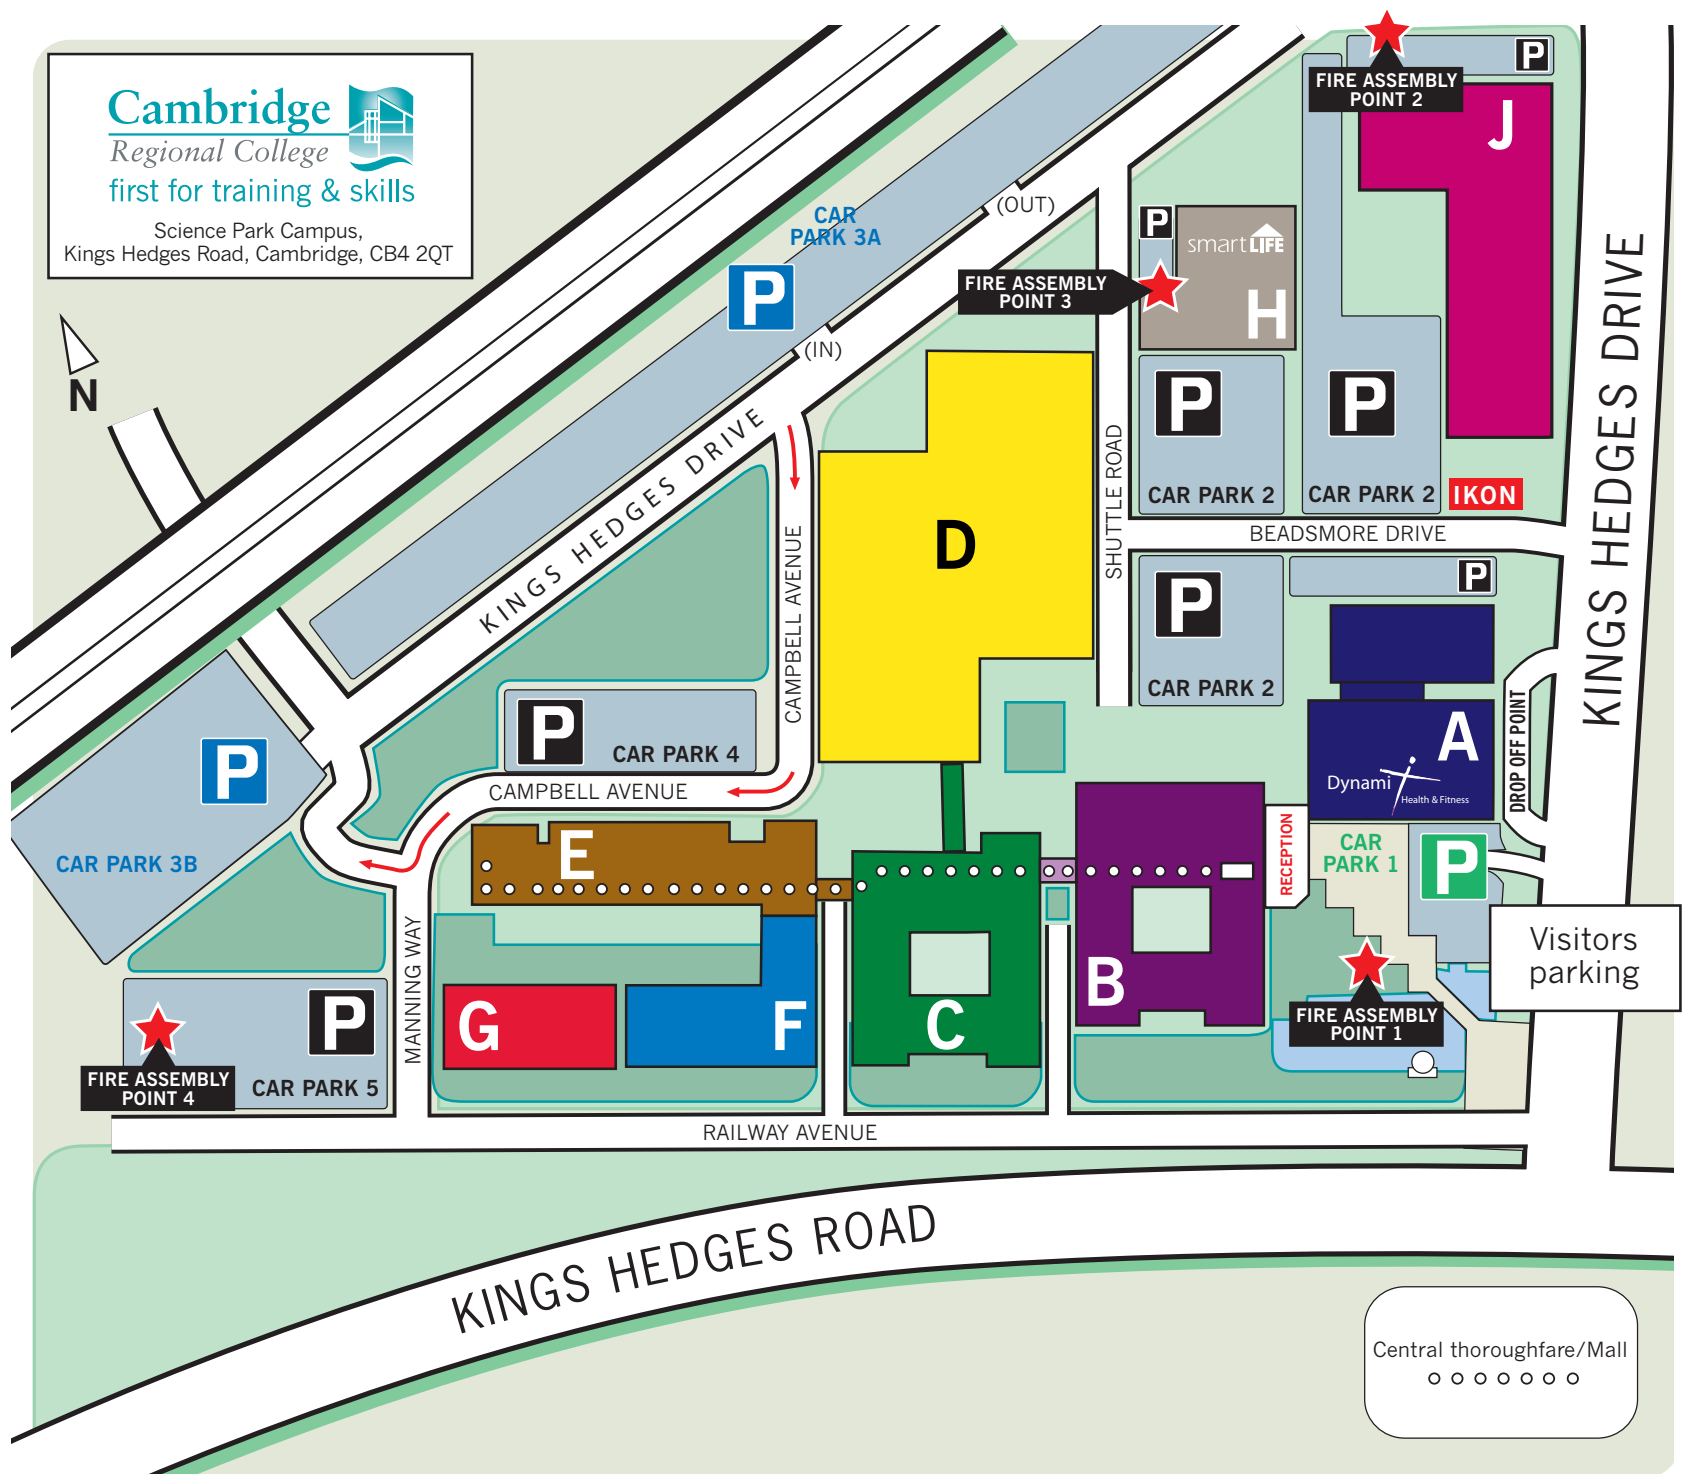 Cambridge
Regional College
first for training & skills
Science Park Campus,
Kings Hedges Road, Cambridge, CB4 2QT
N
P
FIRE ASSEMBLY
POINT 2
J
CAR
PARK 3A
P
(OUT)
(IN)
P
smartLIFE
H
FIRE ASSEMBLY
POINT 3
P
CAR PARK 2
P
CAR PARK 2
IKON
KINGS HEDGES DRIVE
KINGS HEDGES DRIVE
SHUTTLE ROAD
BEADSMORE DRIVE
D
CAMPBELL AVENUE
P
CAR PARK 2
P
A
Dynami
Health & Fitness
DROP OFF POINT
P
CAR PARK 4
CAMPBELL AVENUE
P
CAR PARK 3B
E
RECEPTION
CAR
PARK 1
P
Visitors
parking
MANNING WAY
G
F
C
B
FIRE ASSEMBLY
POINT 1
P
CAR PARK 5
FIRE ASSEMBLY
POINT 4
RAILWAY AVENUE
KINGS HEDGES ROAD
Central thoroughfare/Mall